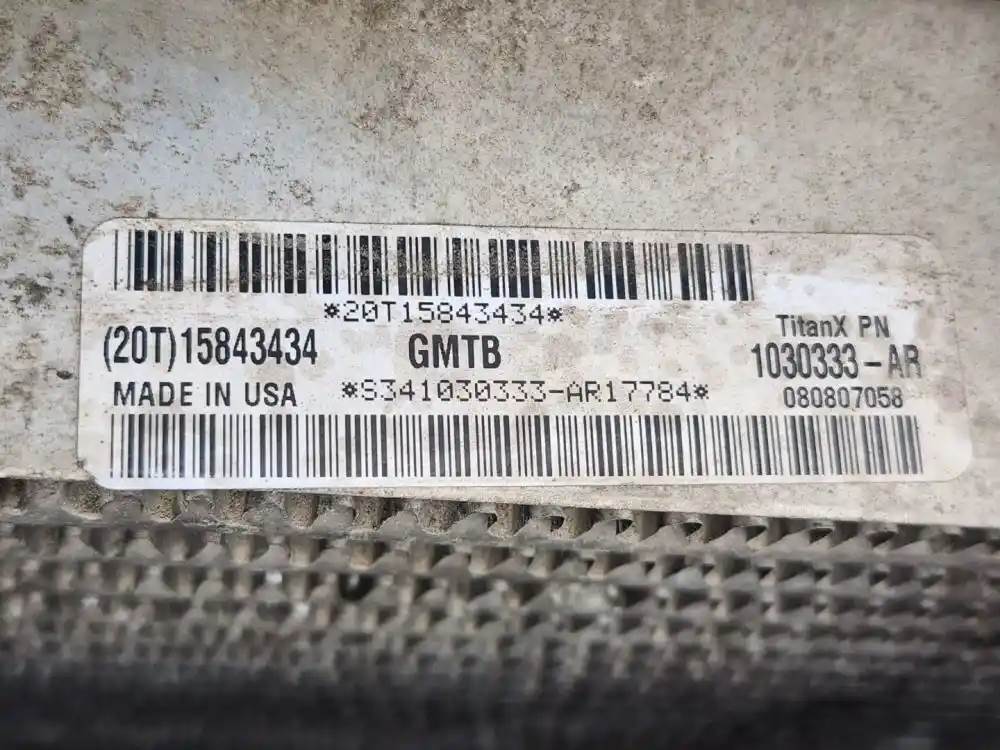 *20T15843434*
(20T)15843434
GMTB
TitanX PN
1030333-AR
MADE IN USA
*S341030333-AR17784*
080807058